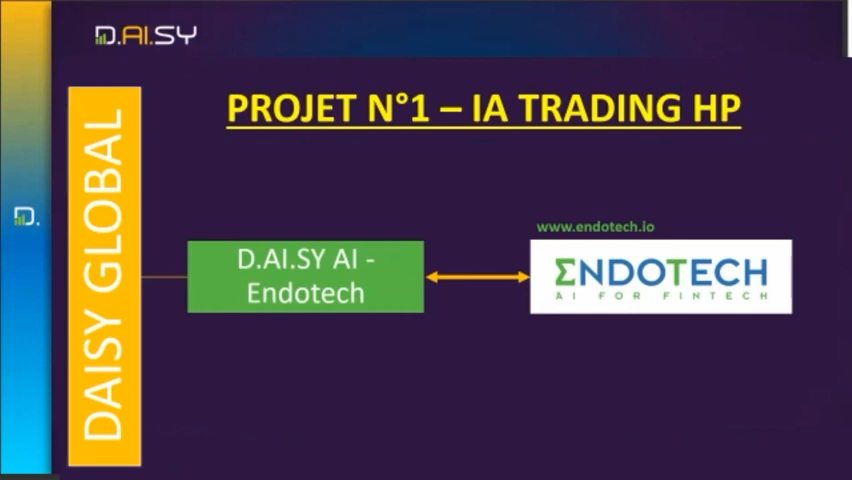 D.AI.SY
PROJET N°1 – IA TRADING HP
DAISY GLOBAL
D.
www.endotech.io
D.AI.SY AI -
Endotech
ΣNDOTECH
AI FOR FINTECH